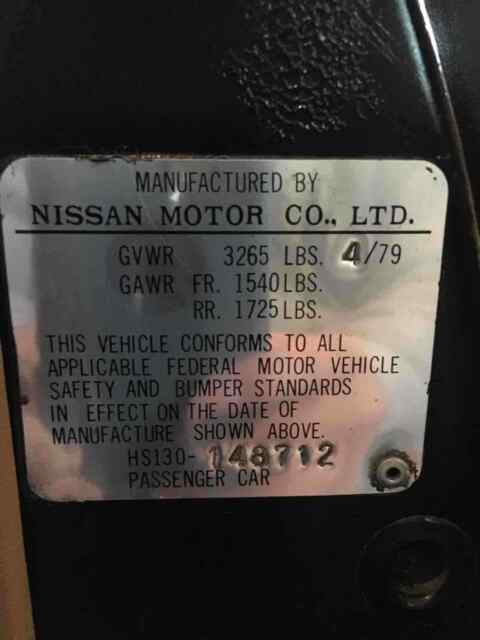 MANUFACTURED BY
NISSAN MOTOR CO., LTD.
GVWR 3265 LBS. 4/79
GAWR FR. 1540 LBS.
RR. 1725 LBS.
THIS VEHICLE CONFORMS TO ALL
APPLICABLE FEDERAL MOTOR VEHICLE
SAFETY AND BUMPER STANDARDS
IN EFFECT ON THE DATE OF
MANUFACTURE SHOWN ABOVE.
HS130-148712
PASSENGER CAR